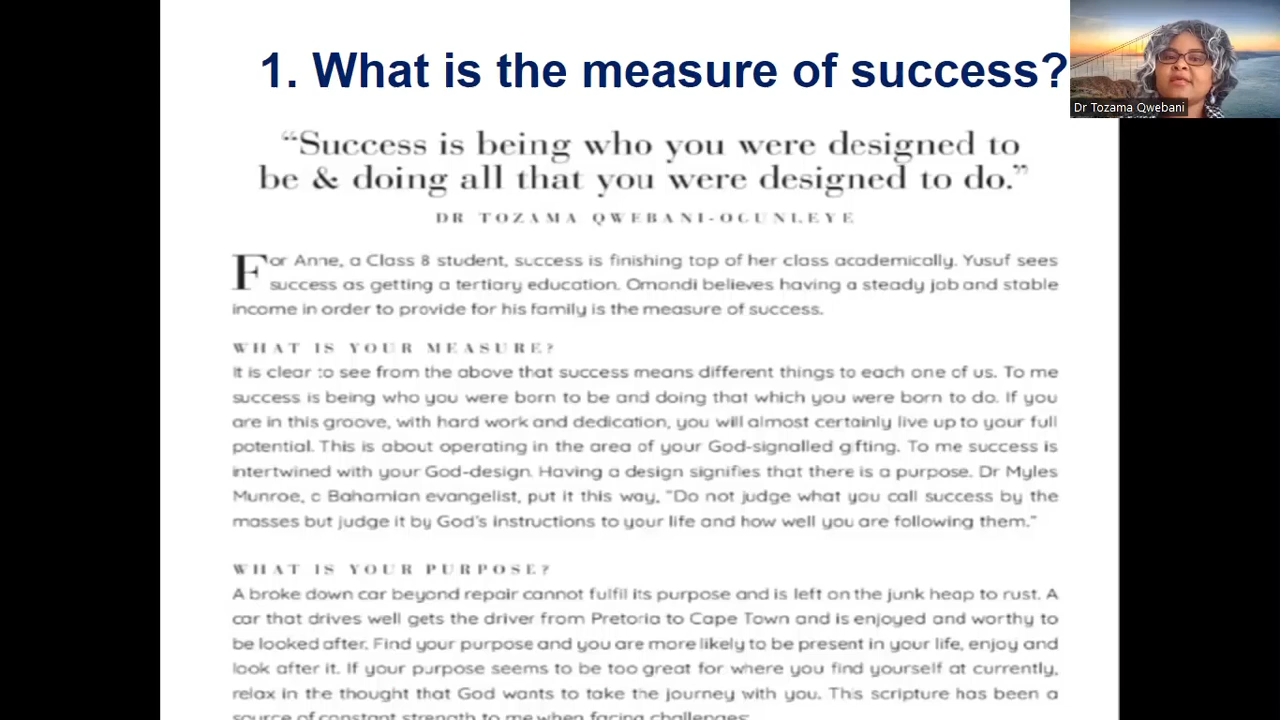 1. What is the measure of success?
Dr Tozama Qwebani
“Success is being who you were designed to
be & doing all that you were designed to do.”
DR TOZAMA QWEBANI-OGUNLEYE
For Anne, a Class 8 student, success is finishing top of her class academically. Yusuf sees
success as getting a tertiary education. Omondi believes having a steady job and stable
income in order to provide for his family is the measure of success.
WHAT IS YOUR MEASURE?
It is clear to see from the above that success means different things to each one of us. To me
success is being who you were born to be and doing that which you were born to do. If you
are in this groove, with hard work and dedication, you will almost certainly live up to your full
potential. This is about operating in the area of your God-signalled gifting. To me success is
intertwined with your God-design. Having a design signifies that there is a purpose. Dr Myles
Munroe, a Bahamian evangelist, put it this way, "Do not judge what you call success by the
masses but judge it by God's instructions to your life and how well you are following them."
WHAT IS YOUR PURPOSE?
A broke down car beyond repair cannot fulfil its purpose and is left on the junk heap to rust. A
car that drives well gets the driver from Pretoria to Cape Town and is enjoyed and worthy to
be looked after. Find your purpose and you are more likely to be present in your life, enjoy and
look after it. If your purpose seems to be too great for where you find yourself at currently,
relax in the thought that God wants to take the journey with you. This scripture has been a
source of constant strength to me when facing challenges: